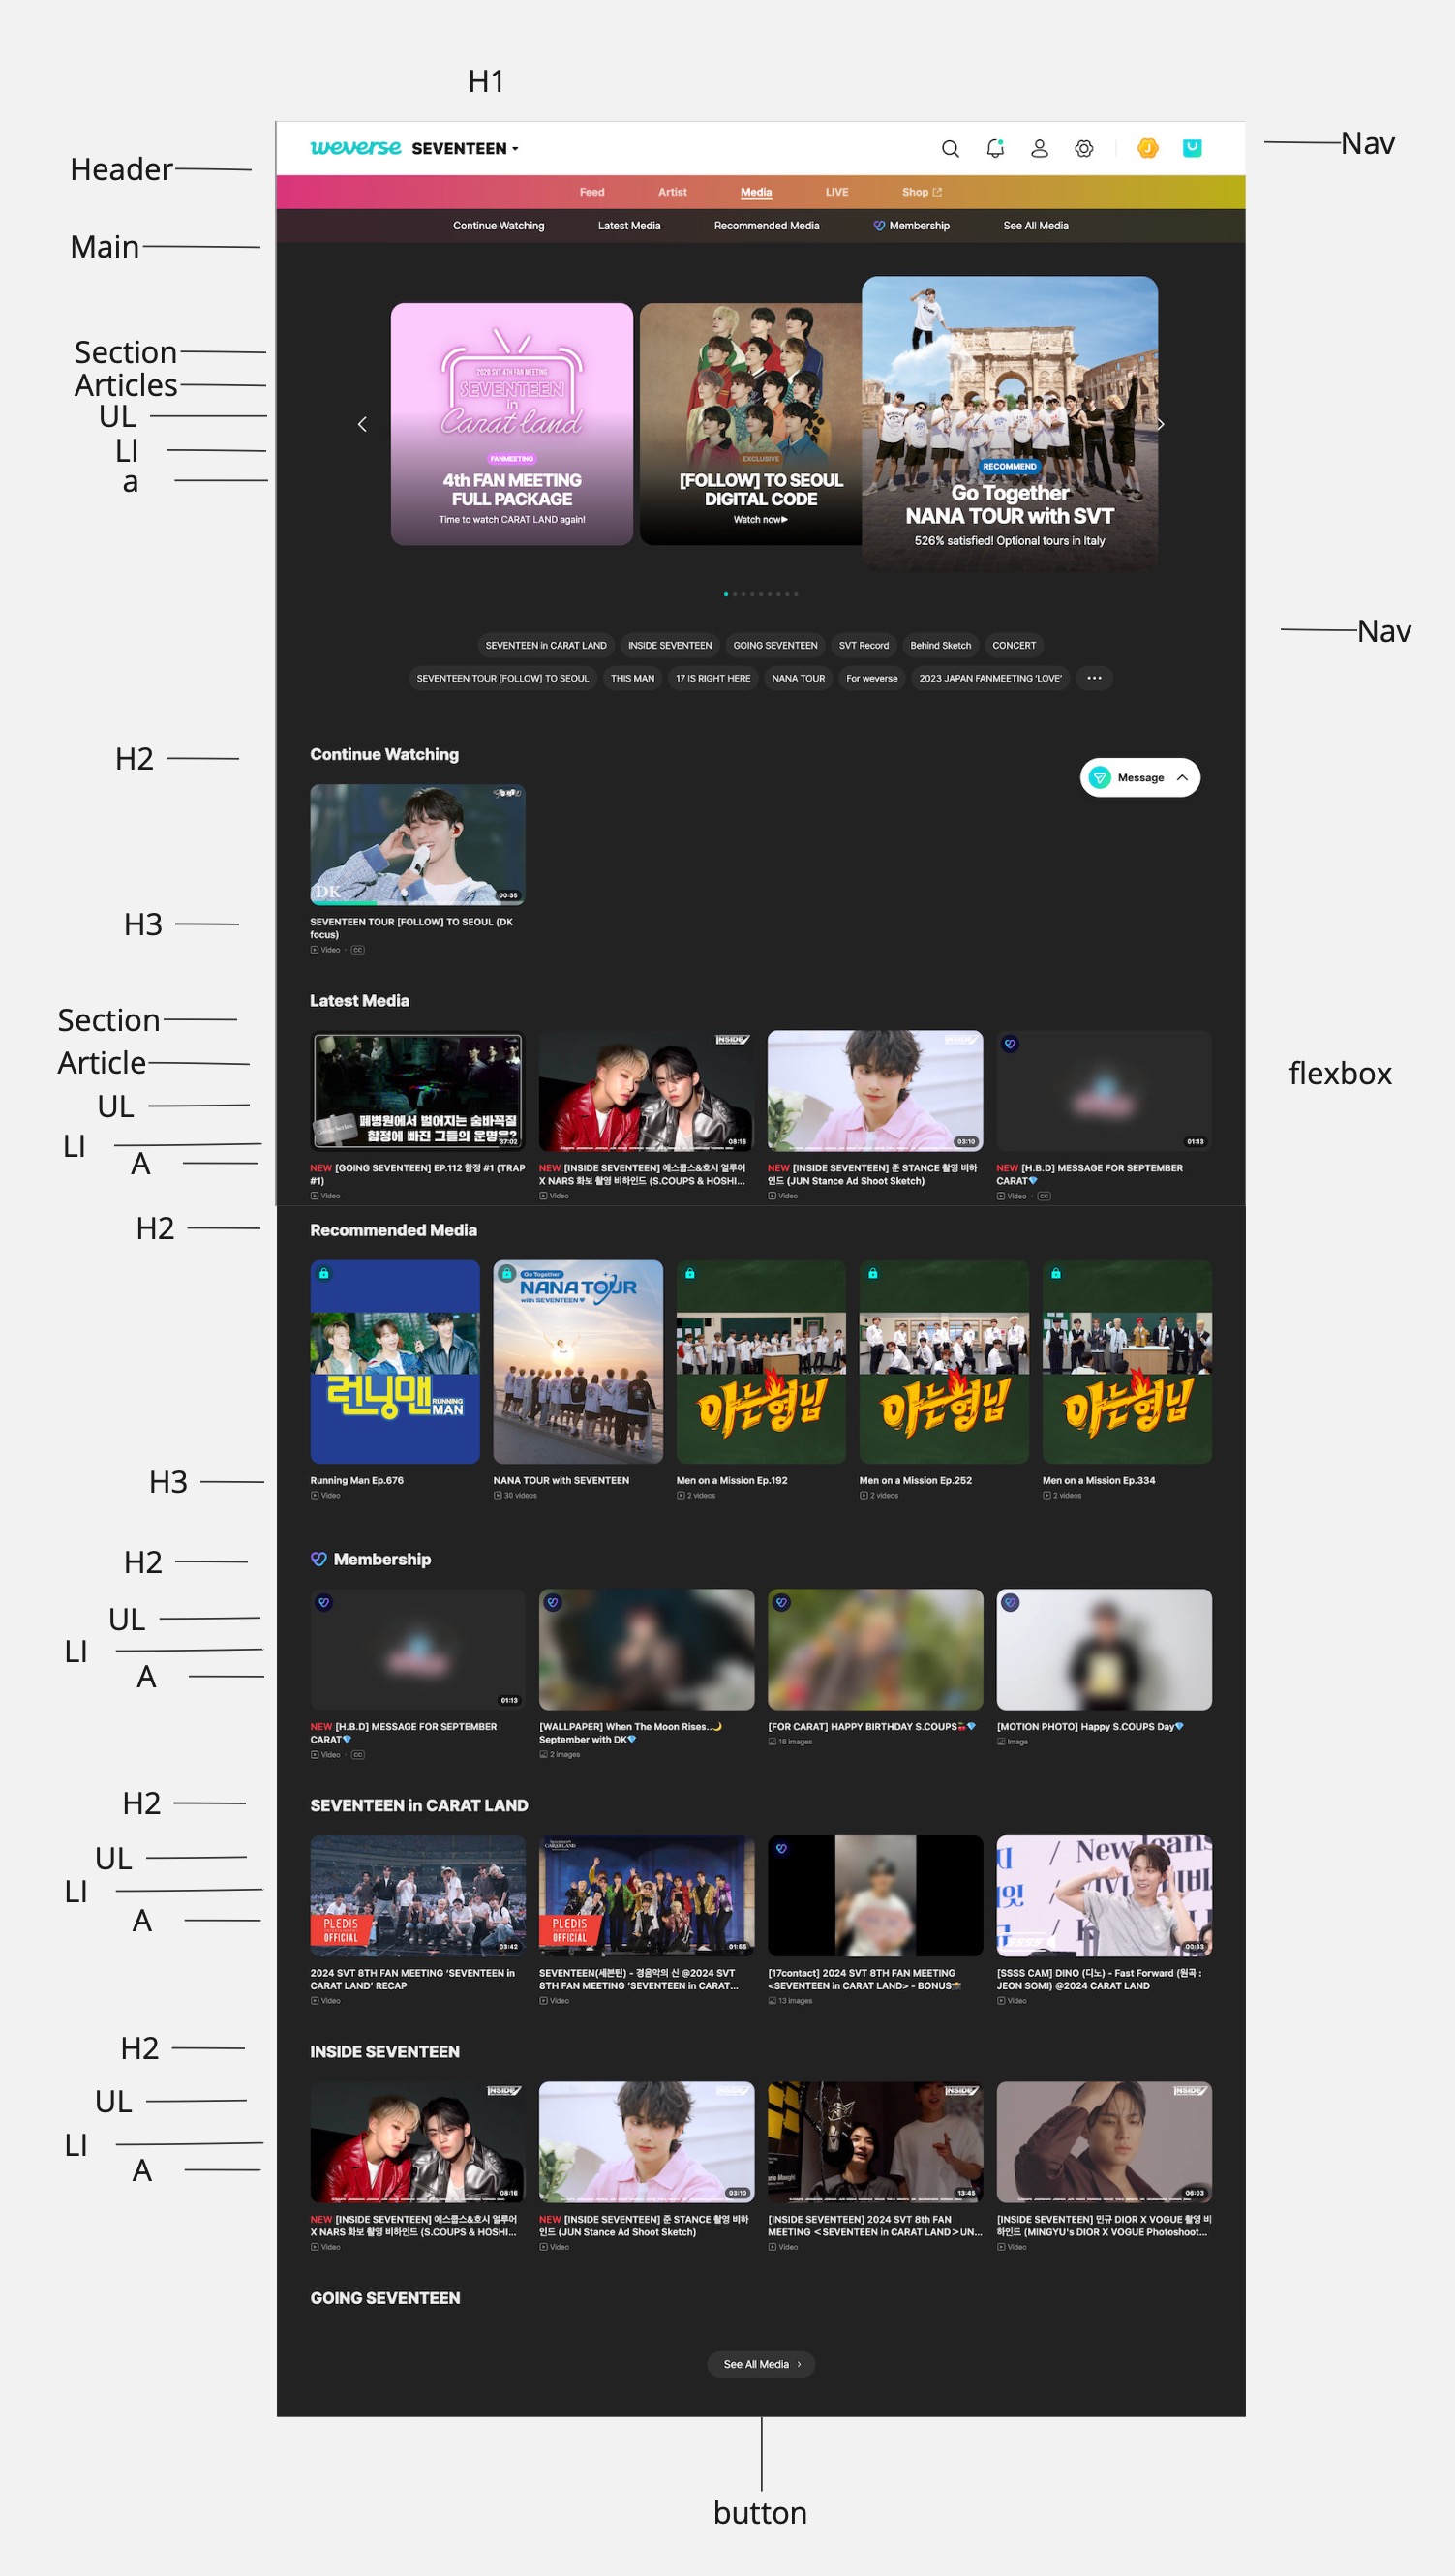 H1
Header
Main
Section
Articles
UL
LI
a
H2
H3
Section
Article
UL
LI
A
H2
H3
H2
UL
LI
A
H2
UL
LI
A
H2
UL
LI
A
weverse SEVENTEEN
Feed Artist Media LIVE Shop
Continue Watching Latest Media Recommended Media Membership See All Media
2020 SVT 4TH FAN MEETING
SEVENTEEN
in
Carat land
FANMEETING
4th FAN MEETING
FULL PACKAGE
Time to watch CARAT LAND again!
EXCLUSIVE
[FOLLOW] TO SEOUL
DIGITAL CODE
Watch now▶
RECOMMEND
Go Together
NANA TOUR with SVT
526% satisfied! Optional tours in Italy
SEVENTEEN in CARAT LAND INSIDE SEVENTEEN GOING SEVENTEEN SVT Record Behind Sketch CONCERT
SEVENTEEN TOUR [FOLLOW] TO SEOUL THIS MAN 17 IS RIGHT HERE NANA TOUR For weverse 2023 JAPAN FANMEETING 'LOVE' •••
Continue Watching
Message
DK
00:35
SEVENTEEN TOUR [FOLLOW] TO SEOUL (DK
focus)
Video · CC
Latest Media
Going Series
폐병원에서 벌어지는 숨바꼭질
함정에 빠진 그들의 운명은?
37:02
NEW [GOING SEVENTEEN] EP.112 함정 #1 (TRAP
#1)
Video
INSIDE
08:16
NEW [INSIDE SEVENTEEN] 에스쿱스&호시 얼루어
X NARS 화보 촬영 비하인드 (S.COUPS & HOSHI...
Video
INSIDE
03:10
NEW [INSIDE SEVENTEEN] 준 STANCE 촬영 비하
인드 (JUN Stance Ad Shoot Sketch)
Video
01:13
NEW [H.B.D] MESSAGE FOR SEPTEMBER
CARAT💎
Video · CC
Recommended Media
런닝맨 RUNNING
MAN
Running Man Ep.676
Video
Go Together
NANA TOUR
with SEVENTEEN
NANA TOUR with SEVENTEEN
30 videos
아는형님
Men on a Mission Ep.192
2 videos
아는형님
Men on a Mission Ep.252
2 videos
아는형님
Men on a Mission Ep.334
2 videos
Membership
01:13
NEW [H.B.D] MESSAGE FOR SEPTEMBER
CARAT💎
Video · CC
[WALLPAPER] When The Moon Rises..🌙
September with DK💎
2 images
[FOR CARAT] HAPPY BIRTHDAY S.COUPS🍒💎
18 images
[MOTION PHOTO] Happy S.COUPS Day💎
Image
SEVENTEEN in CARAT LAND
PLEDIS
OFFICIAL
03:42
2024 SVT 8TH FAN MEETING 'SEVENTEEN in
CARAT LAND' RECAP
Video
CARAT LAND
PLEDIS
OFFICIAL
01:55
SEVENTEEN(세븐틴) - 경음악의 신 @2024 SVT
8TH FAN MEETING 'SEVENTEEN in CARAT...
Video
[17contact] 2024 SVT 8TH FAN MEETING
<SEVENTEEN in CARAT LAND> - BONUS
13 images
NewJeans
00:33
[SSSS CAM] DINO (디노) - Fast Forward (원곡 :
JEON SOMI) @2024 CARAT LAND
Video
INSIDE SEVENTEEN
INSIDE
08:16
NEW [INSIDE SEVENTEEN] 에스쿱스&호시 얼루어
X NARS 화보 촬영 비하인드 (S.COUPS & HOSHI...
Video
INSIDE
03:10
NEW [INSIDE SEVENTEEN] 준 STANCE 촬영 비하
인드 (JUN Stance Ad Shoot Sketch)
Video
INSIDE
13:45
[INSIDE SEVENTEEN] 2024 SVT 8th FAN
MEETING <SEVENTEEN in CARAT LAND> UN...
Video
INSIDE
06:03
[INSIDE SEVENTEEN] 민규 DIOR X VOGUE 촬영 비
하인드 (MINGYU's DIOR X VOGUE Photoshoot...
Video
GOING SEVENTEEN
See All Media ›
Nav
Nav
flexbox
button